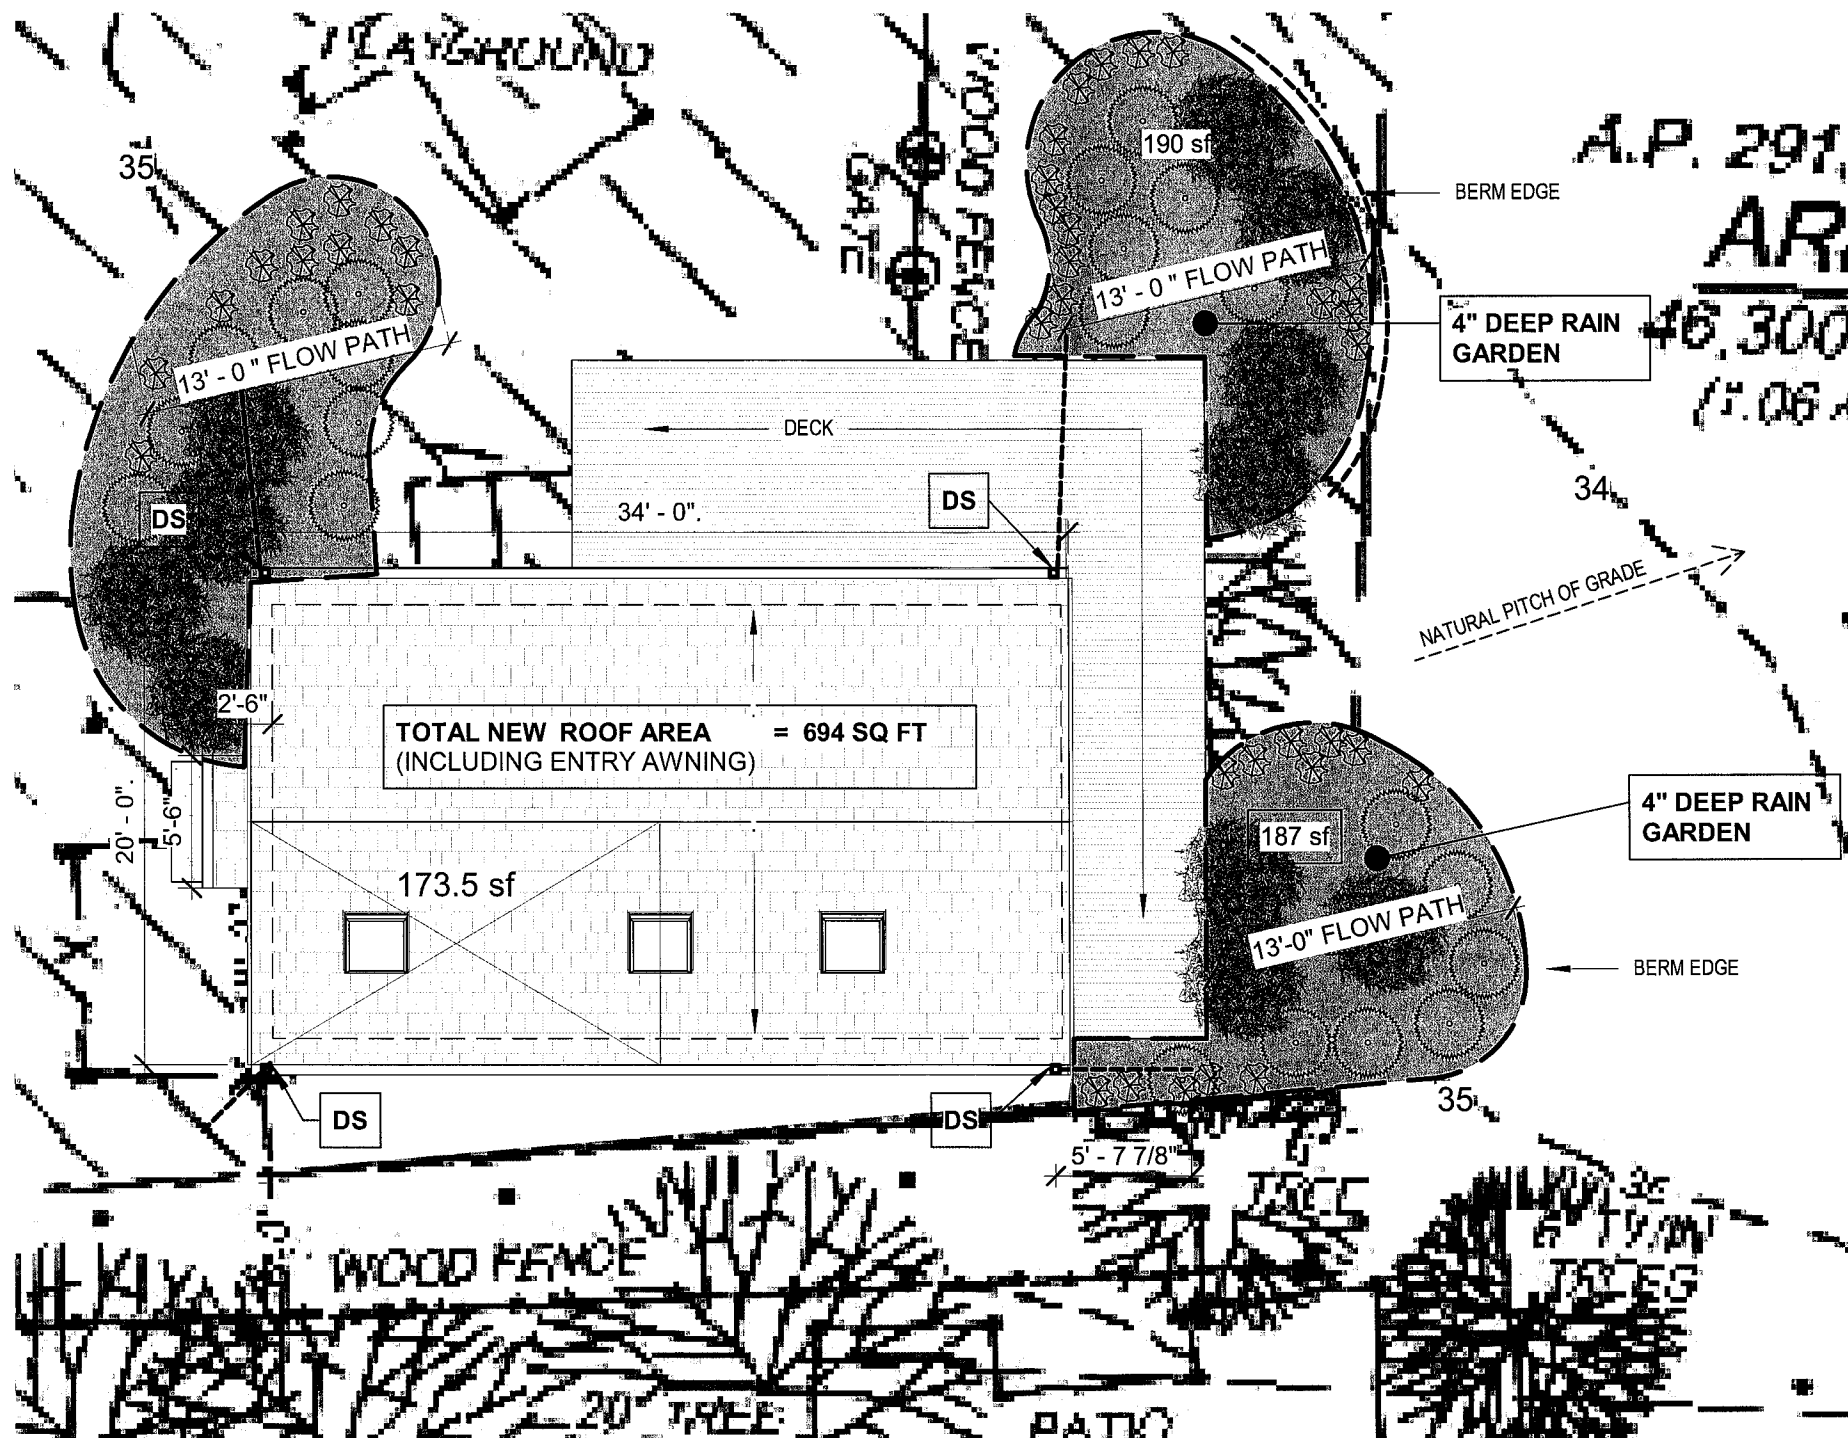 PLAYGROUND
WOOD FENCE
GATE
35
190 sf
A.P. 291,
BERM EDGE
13' - 0 " FLOW PATH
13' - 0 " FLOW PATH
4" DEEP RAIN
GARDEN
46,300
DECK
DS
DS
34' - 0".
34
NATURAL PITCH OF GRADE
2'-6"
TOTAL NEW ROOF AREA = 694 SQ FT
(INCLUDING ENTRY AWNING)
20' - 0".
5'-6"
4" DEEP RAIN
GARDEN
187 sf
173.5 sf
13'-0" FLOW PATH
BERM EDGE
DS
DS
35
5' - 7 7/8"
TREE
WOOD FENCE
TREES
20" TREE
PATIO